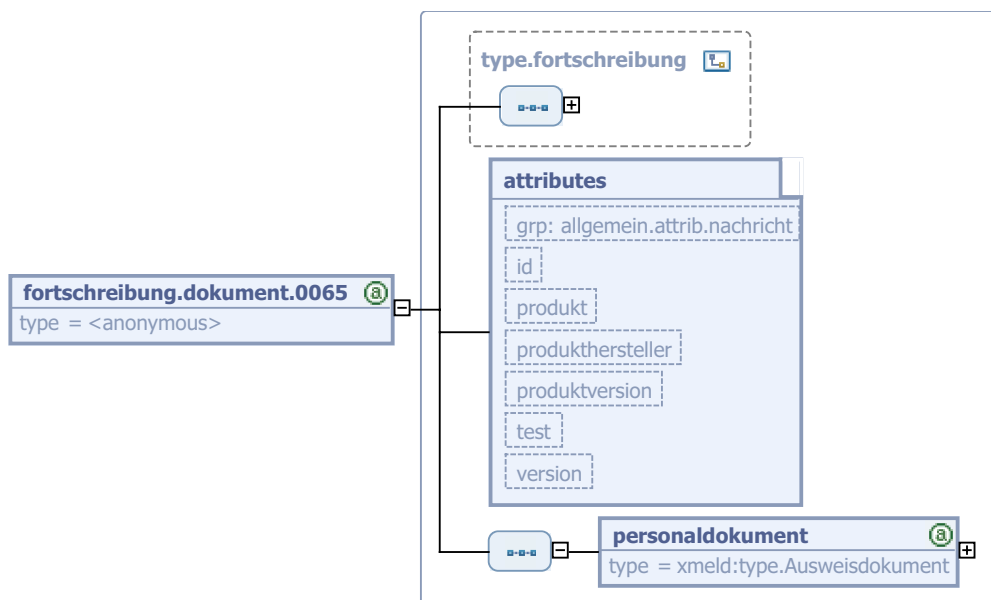 type.fortschreibung
attributes
grp: allgemein.attrib.nachricht
id
fortschreibung.dokument.0065
type = <anonymous>
produkt
produkthersteller
produktversion
test
version
personaldokument
type = xmeld:type.Ausweisdokument